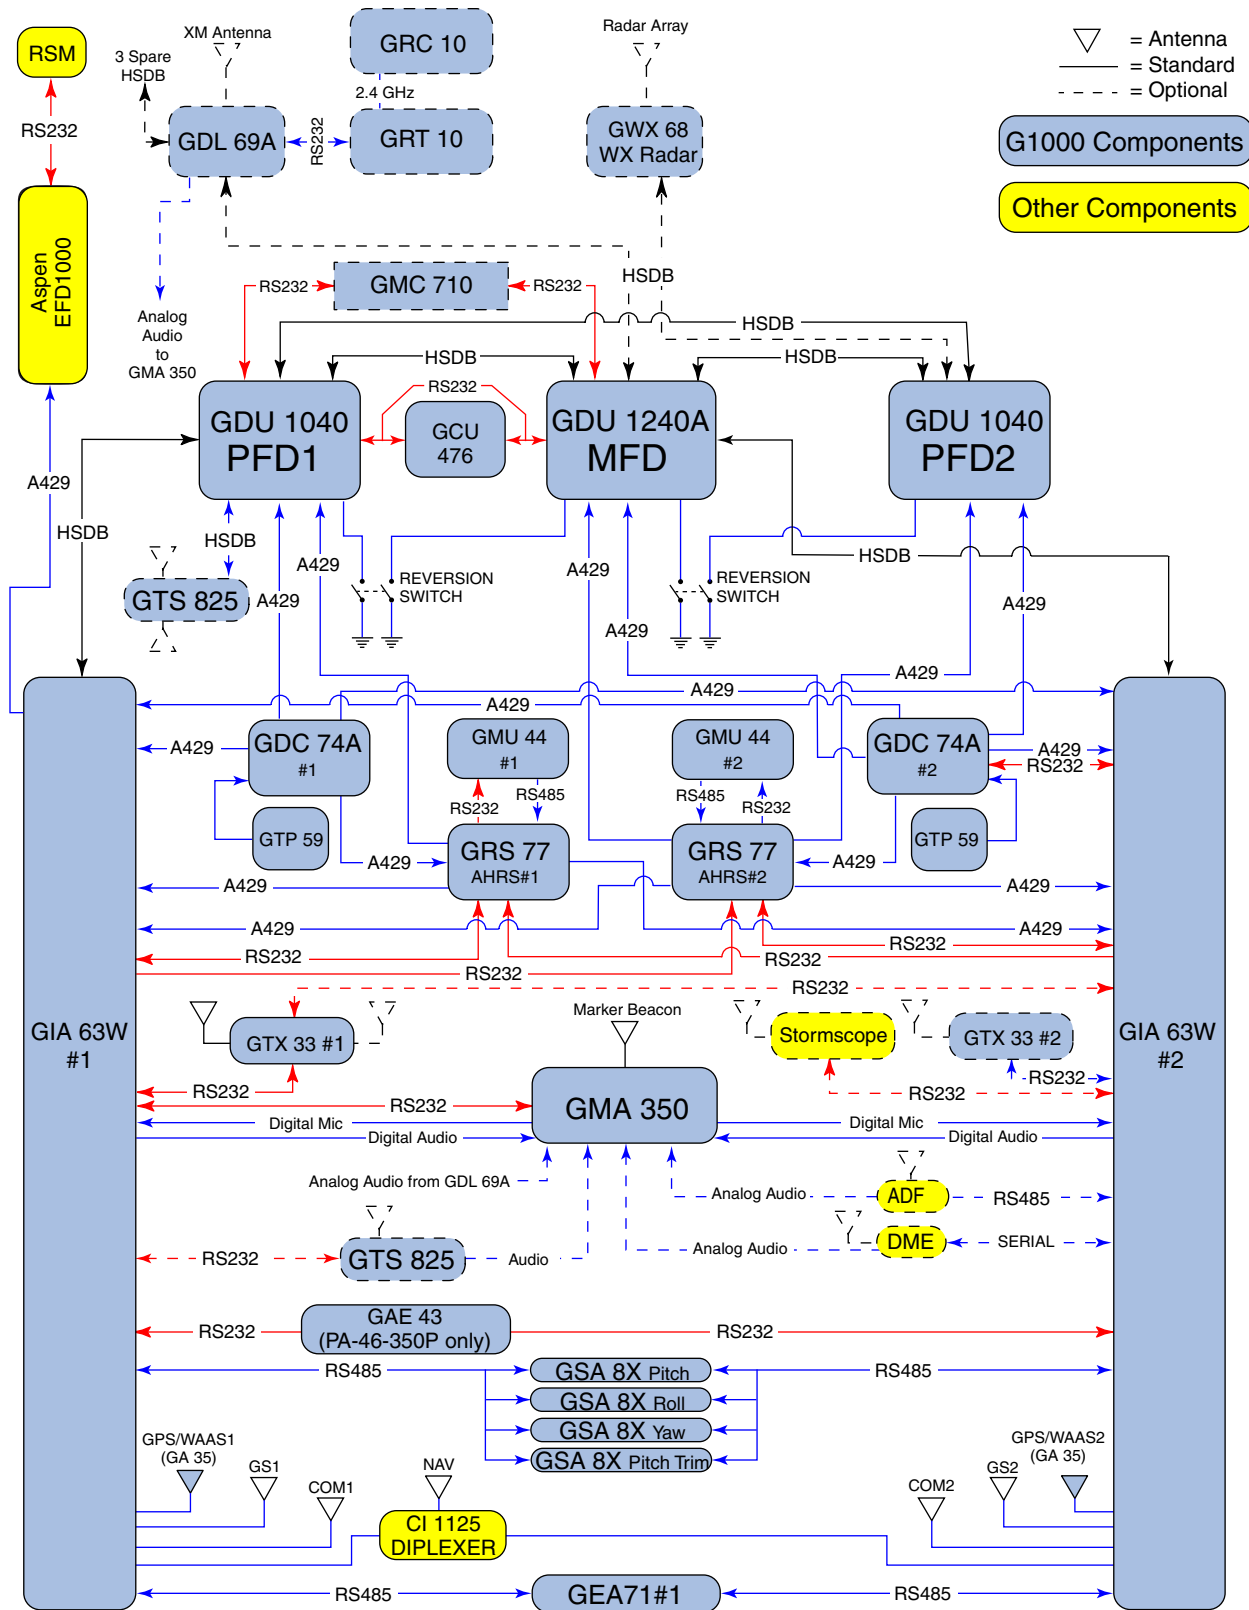 RSM
RS232
Aspen
EFD1000
A429
3 Spare
HSDB
XM Antenna
GDL 69A
RS232
GRC 10
2.4 GHz
GRT 10
Radar Array
GWX 68
WX Radar
= Antenna
= Standard
= Optional
G1000 Components
Other Components
Analog
Audio
to
GMA 350
RS232
GMC 710
RS232
HSDB
HSDB
HSDB
HSDB
RS232
GDU 1040
PFD1
GCU
476
GDU 1240A
MFD
GDU 1040
PFD2
HSDB
HSDB
GTS 825
A429
A429
REVERSION
SWITCH
A429
A429
REVERSION
SWITCH
HSDB
A429
A429
A429
A429
A429
A429
GDC 74A
#1
GMU 44
#1
GMU 44
#2
GDC 74A
#2
A429
RS232
RS232
RS485
RS485
RS232
GTP 59
GTP 59
A429
GRS 77
AHRS#1
GRS 77
AHRS#2
A429
A429
A429
A429
A429
RS232
RS232
RS232
RS232
RS232
GIA 63W
#1
GIA 63W
#2
GTX 33 #1
Marker Beacon
Stormscope
GTX 33 #2
RS232
RS232
RS232
RS232
GMA 350
Digital Mic
Digital Mic
Digital Audio
Digital Audio
Analog Audio from GDL 69A
Analog Audio
ADF
RS485
RS232
GTS 825
Audio
Analog Audio
DME
SERIAL
RS232
GAE 43
(PA-46-350P only)
RS232
RS485
GSA 8X Pitch
RS485
GSA 8X Roll
GSA 8X Yaw
GSA 8X Pitch Trim
GPS/WAAS1
(GA 35)
GS1
COM1
NAV
CI 1125
DIPLEXER
COM2
GS2
GPS/WAAS2
(GA 35)
RS485
GEA71#1
RS485